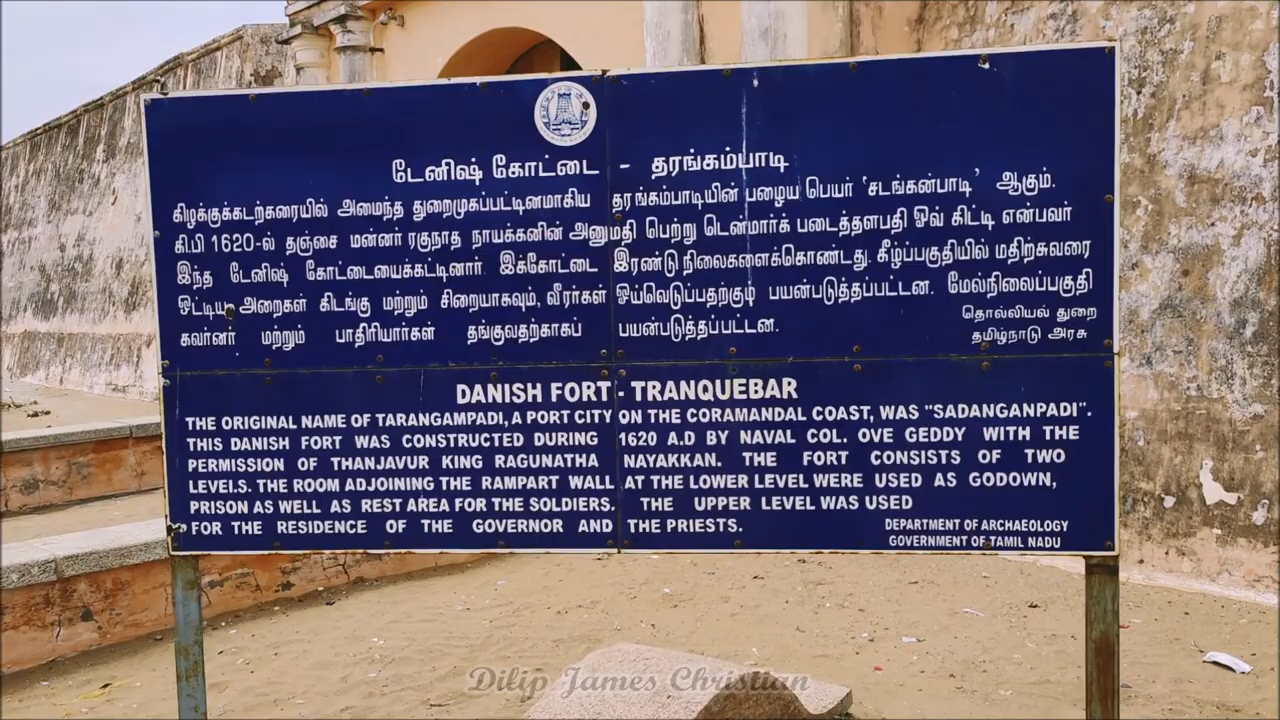 டேனிஷ் கோட்டை - தரங்கம்பாடி
கிழக்குக்கடற்கரையில் அமைந்த துறைமுகப்பட்டினமாகிய தரங்கம்பாடியின் பழைய பெயர் 'சடங்கன்பாடி' ஆகும்.
கி.பி 1620-ல் தஞ்சை மன்னர் ரகுநாத நாயக்கனின் அனுமதி பெற்று டென்மார்க் படைத்தளபதி ஓவ் கிட்டி என்பவர்
இந்த டேனிஷ் கோட்டையைக்கட்டினார். இக்கோட்டை இரண்டு நிலைகளைக்கொண்டது. கீழ்ப்பகுதியில் மதிற்சுவரை
ஒட்டிய அறைகள் கிடங்கு மற்றும் சிறையாகவும், வீரர்கள் ஓய்வெடுப்பதற்குடி பயன்படுத்தப்பட்டன. மேல்நிலைப்பகுதி
கவர்னர் மற்றும் பாதிரியார்கள் தங்குவதற்காகப் பயன்படுத்தப்பட்டன.
தொல்லியல் துறை
தமிழ்நாடு அரசு
DANISH FORT - TRANQUEBAR
THE ORIGINAL NAME OF TARANGAMPADI, A PORT CITY ON THE CORAMANDAL COAST, WAS "SADANGANPADI".
THIS DANISH FORT WAS CONSTRUCTED DURING 1620 A.D BY NAVAL COL. OVE GEDDY WITH THE
PERMISSION OF THANJAVUR KING RAGUNATHA NAYAKKAN. THE FORT CONSISTS OF TWO
LEVELS. THE ROOM ADJOINING THE RAMPART WALL AT THE LOWER LEVEL WERE USED AS GODOWN,
PRISON AS WELL AS REST AREA FOR THE SOLDIERS. THE UPPER LEVEL WAS USED
FOR THE RESIDENCE OF THE GOVERNOR AND THE PRIESTS.
DEPARTMENT OF ARCHAEOLOGY
GOVERNMENT OF TAMIL NADU
Dilip James Christian